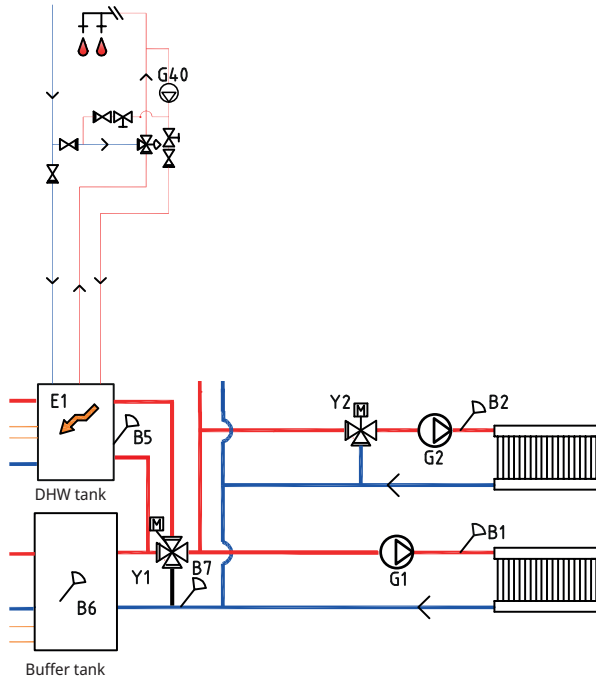 G40
Y2
M
B2
G2
E1
B5
DHW tank
M
Y1
B7
G1
B1
B6
Buffer tank